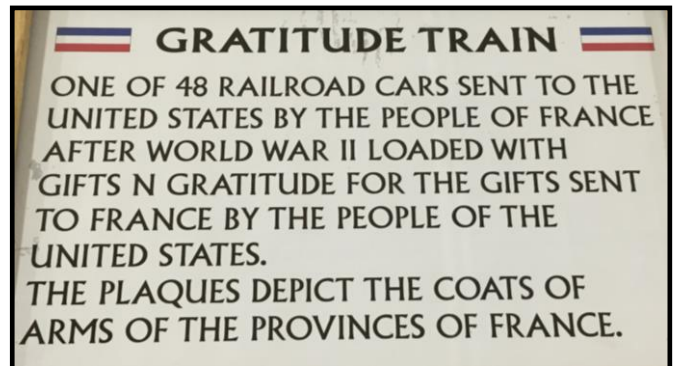 GRATITUDE TRAIN
ONE OF 48 RAILROAD CARS SENT TO THE
UNITED STATES BY THE PEOPLE OF FRANCE
AFTER WORLD WAR II LOADED WITH
GIFTS N GRATITUDE FOR THE GIFTS SENT
TO FRANCE BY THE PEOPLE OF THE
UNITED STATES.
THE PLAQUES DEPICT THE COATS OF
ARMS OF THE PROVINCES OF FRANCE.